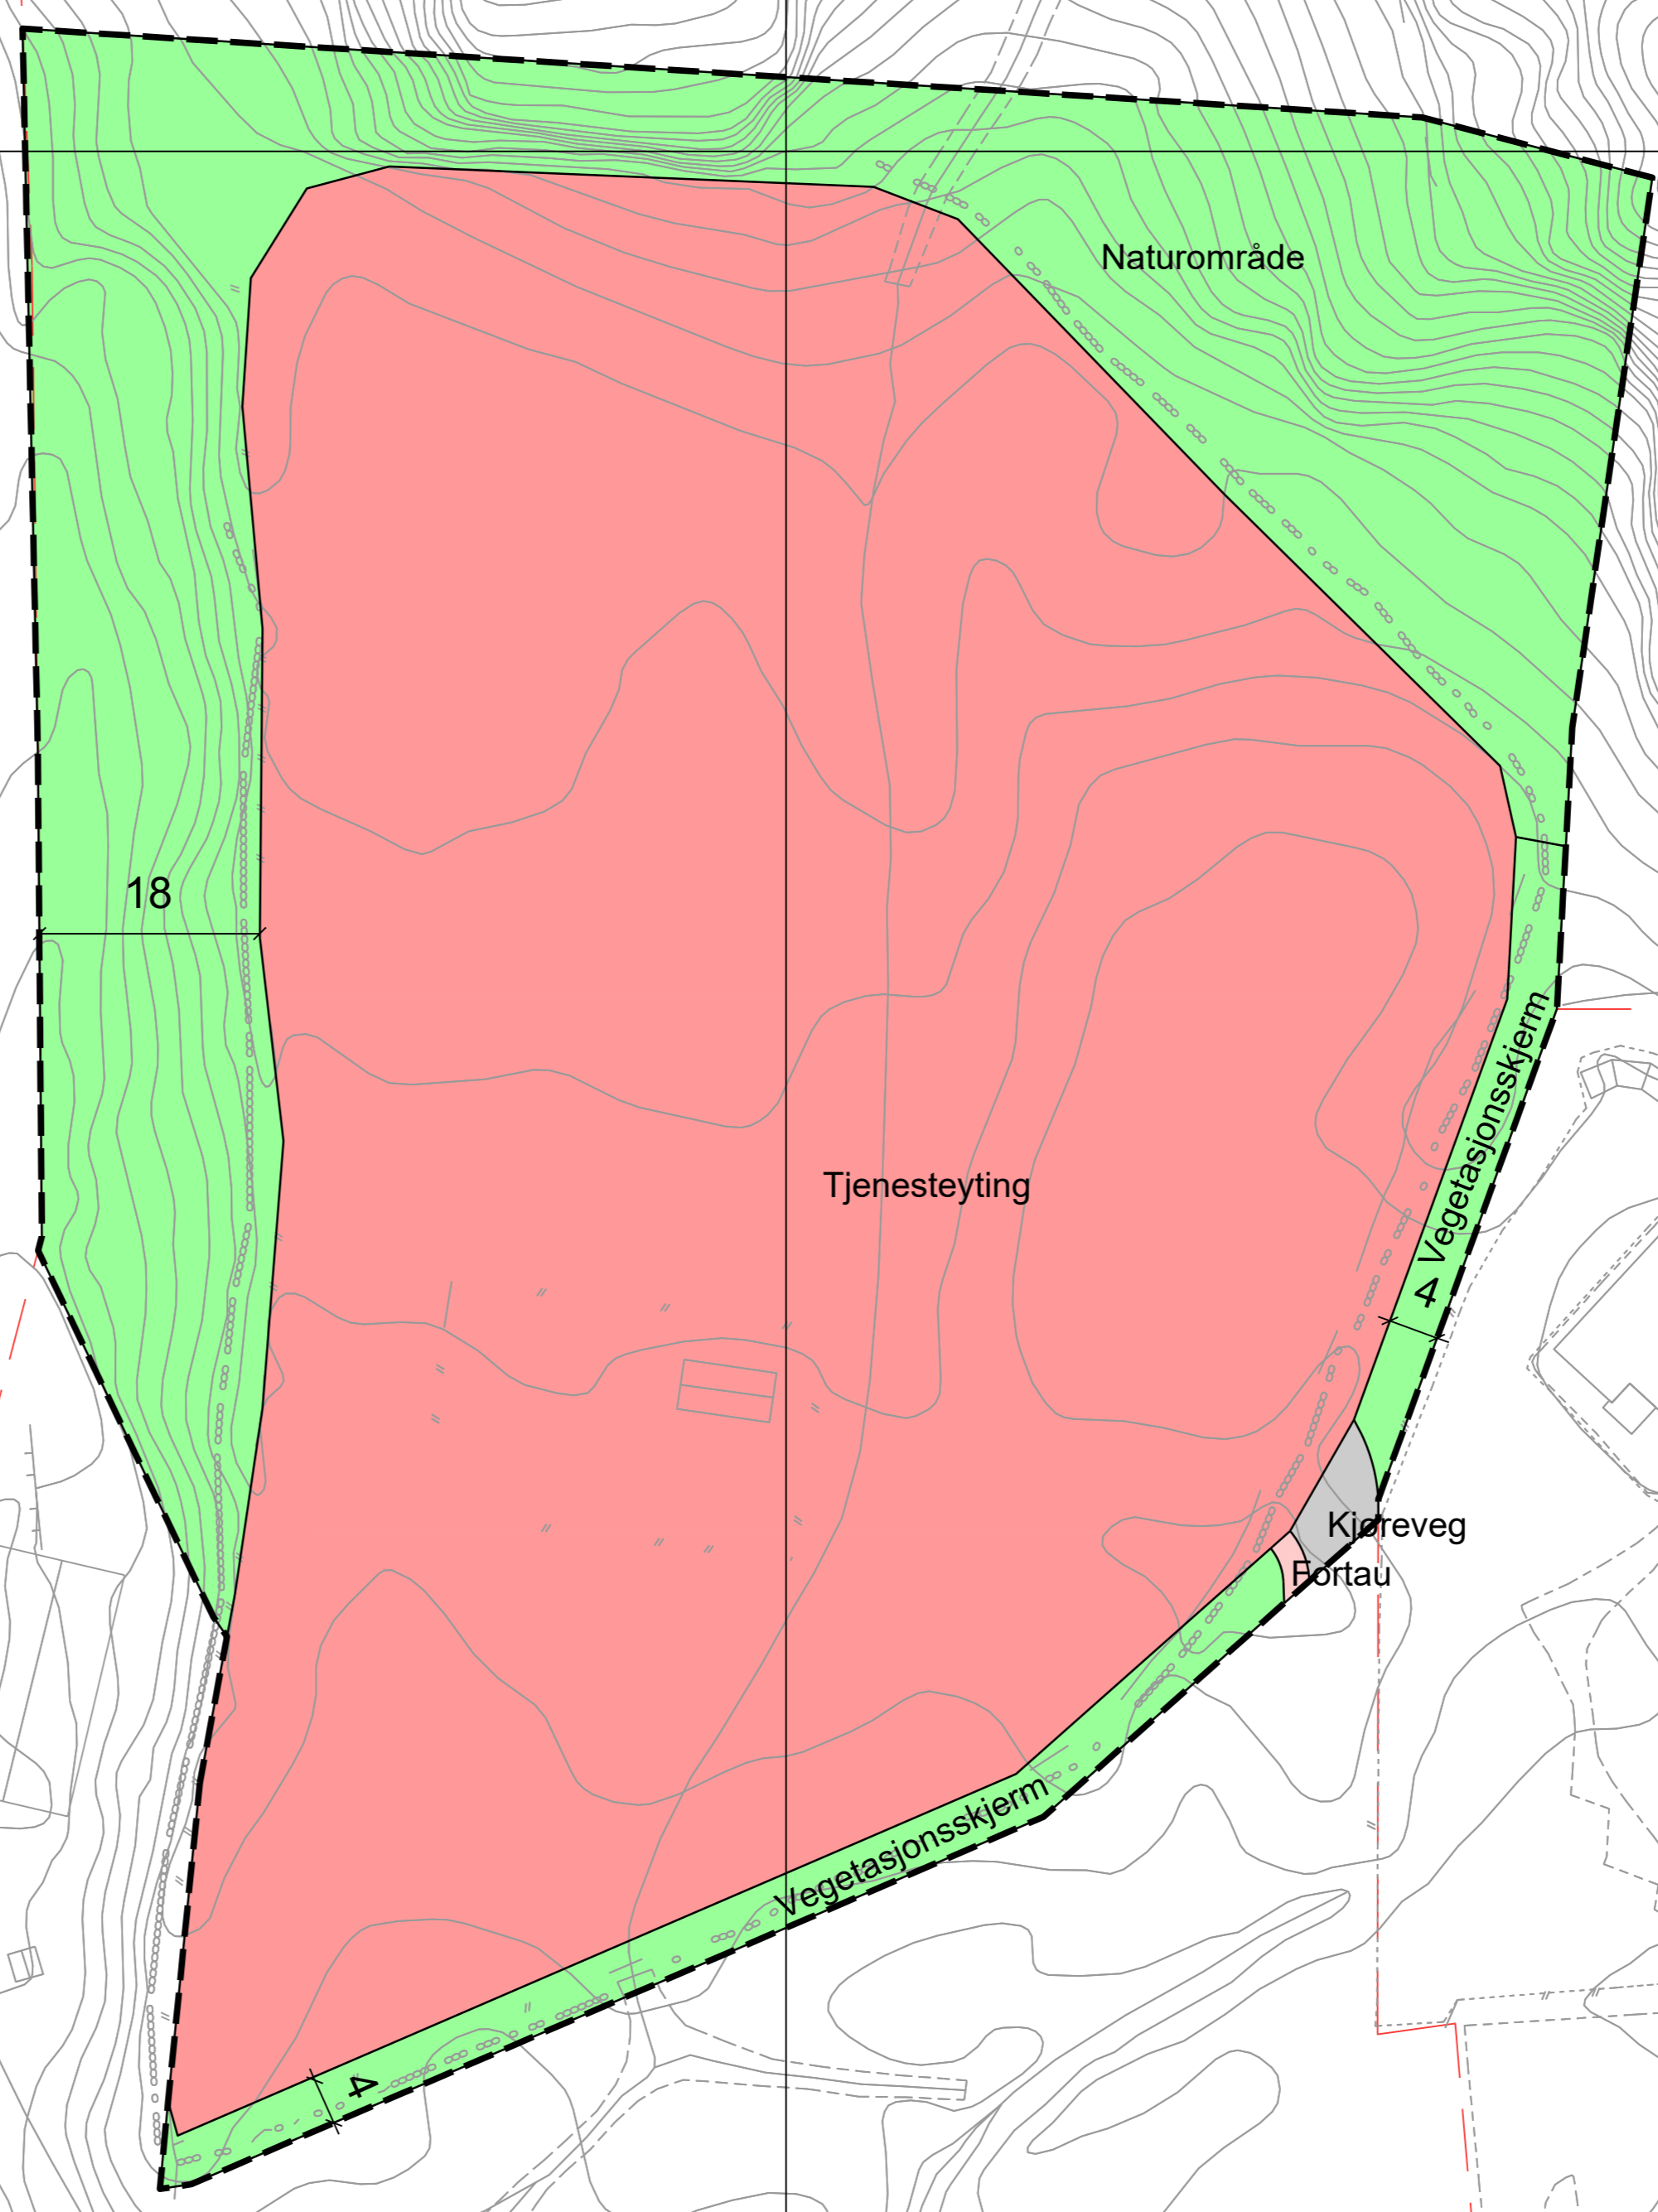 Naturområde
18
Vegetasjonsskjerm
Tjenesteyting
4
Kjøreveg
Fortau
Vegetasjonsskjerm
4